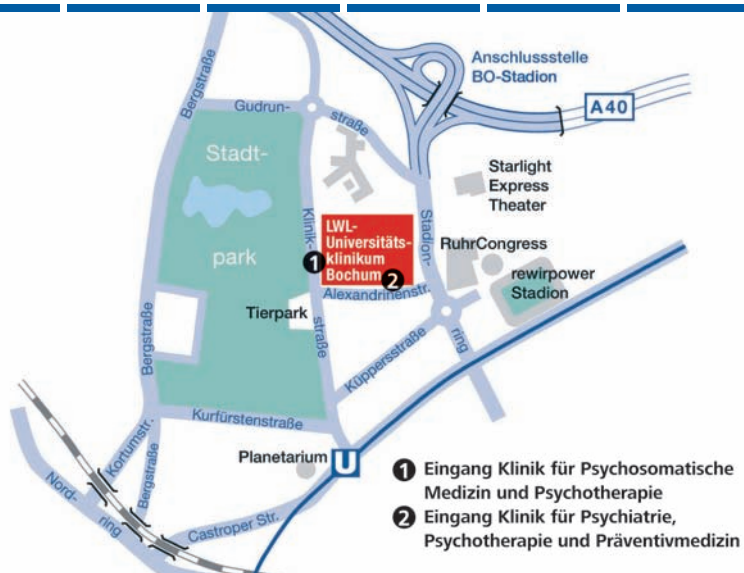 Anschlussstelle
BO-Stadion
A40
Bergstraße
Gudrun-
straße
Stadt-
park
Starlight
Express
Theater
Klinik-
straße
LWL-
Universitäts-
klinikum
Bochum
1
2
Stadion-
ring
RuhrCongress
rewirpower
Stadion
Alexandrinenstr.
Tierpark
Bergstraße
Küppersstraße
Kurfürstenstraße
Kortumstr.
Bergstraße
Planetarium
U
Nord-
ring
Castroper Str.
1 Eingang Klinik für Psychosomatische
Medizin und Psychotherapie
2 Eingang Klinik für Psychiatrie,
Psychotherapie und Präventivmedizin